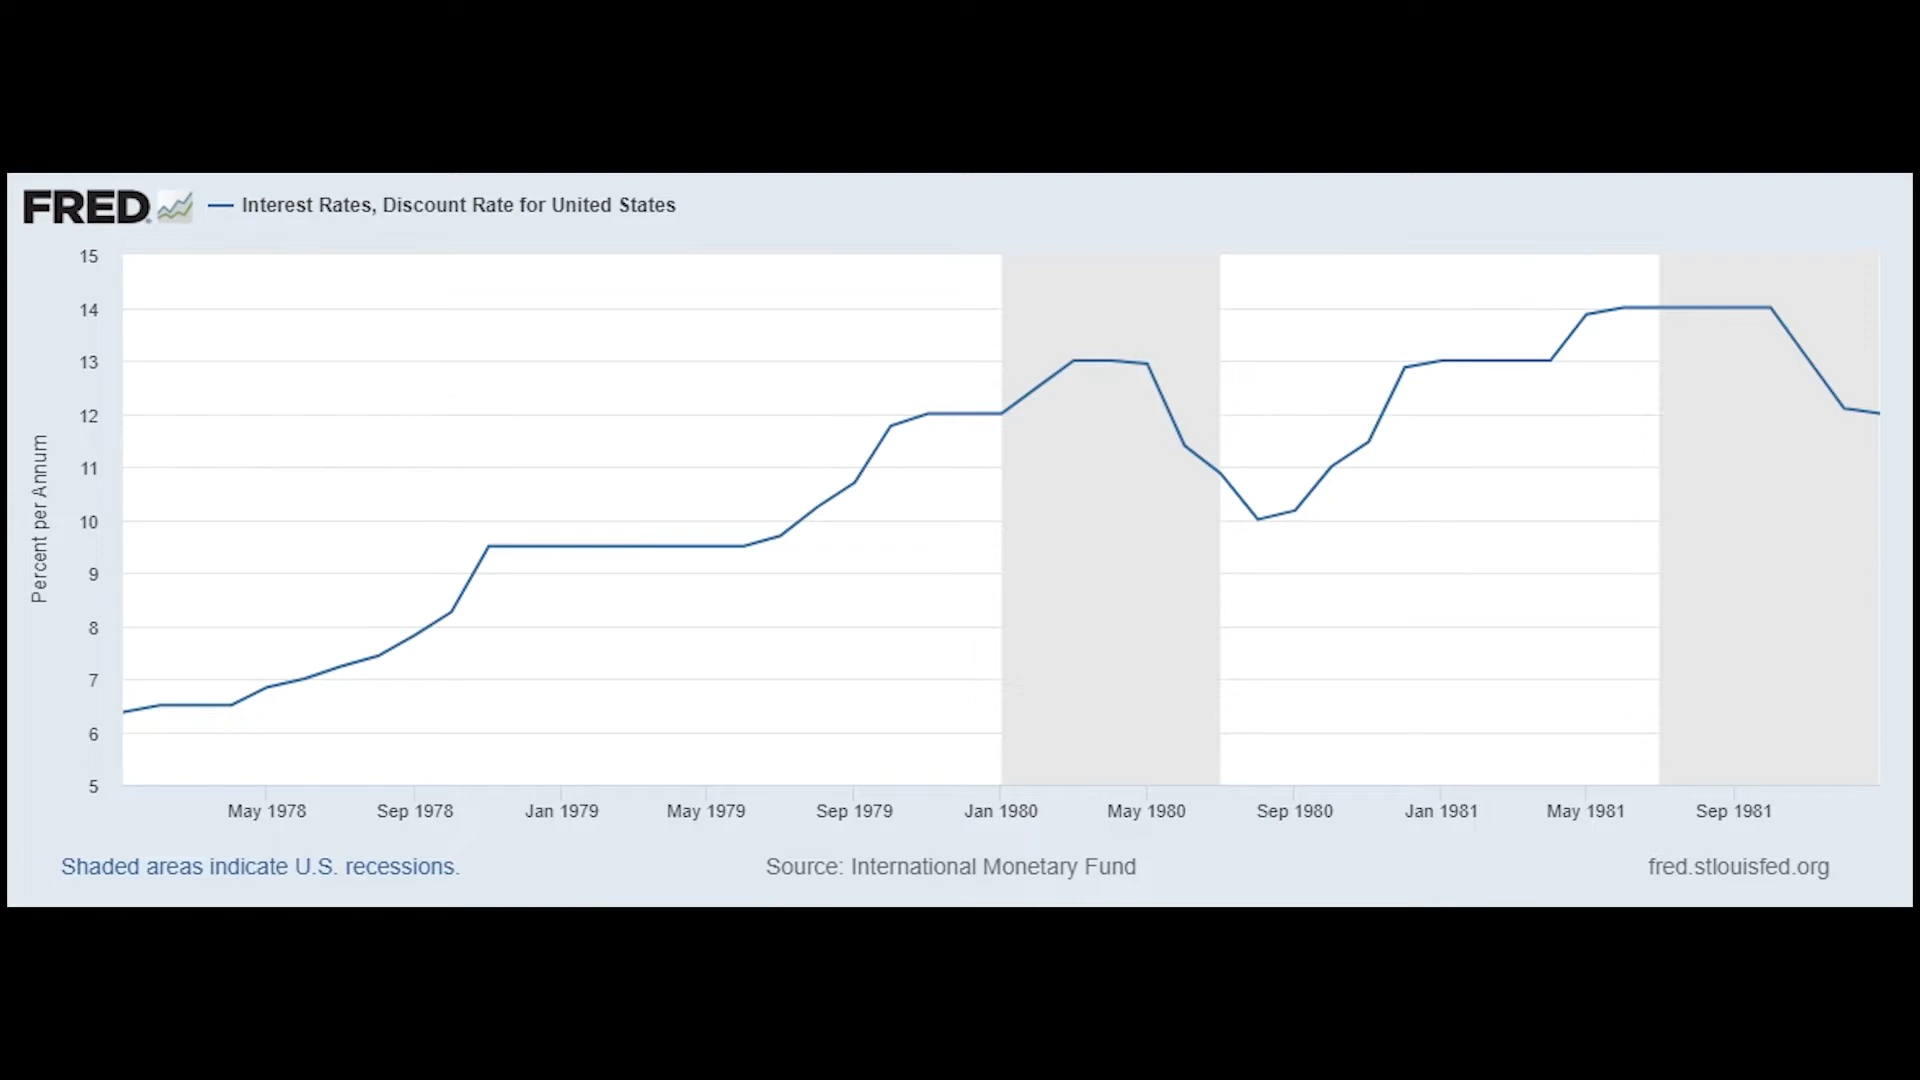 FRED
Interest Rates, Discount Rate for United States
15
14
13
12
11
10
9
8
7
6
5
Percent per Annum
May 1978 Sep 1978 Jan 1979 May 1979 Sep 1979 Jan 1980 May 1980 Sep 1980 Jan 1981 May 1981 Sep 1981
Shaded areas indicate U.S. recessions. Source: International Monetary Fund fred.stlouisfed.org